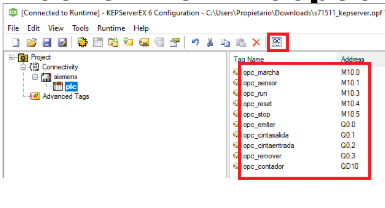 [Connected to Runtime] - KEPServerEX 6 Configuration - C:\Users\Propietario\Downloads\s71511_kepserver.opf
File Edit View Tools Runtime Help
Project
Connectivity
siemens
plc
Advanced Tags
Tag Name Address
opc_marcha M10.0
opc_sensor M10.1
opc_run M10.3
opc_reset M10.4
opc_stop M10.5
opc_emiter Q0.0
opc_cintasalida Q0.1
opc_cintaentrada Q0.2
opc_remover Q0.3
opc_contador QD10